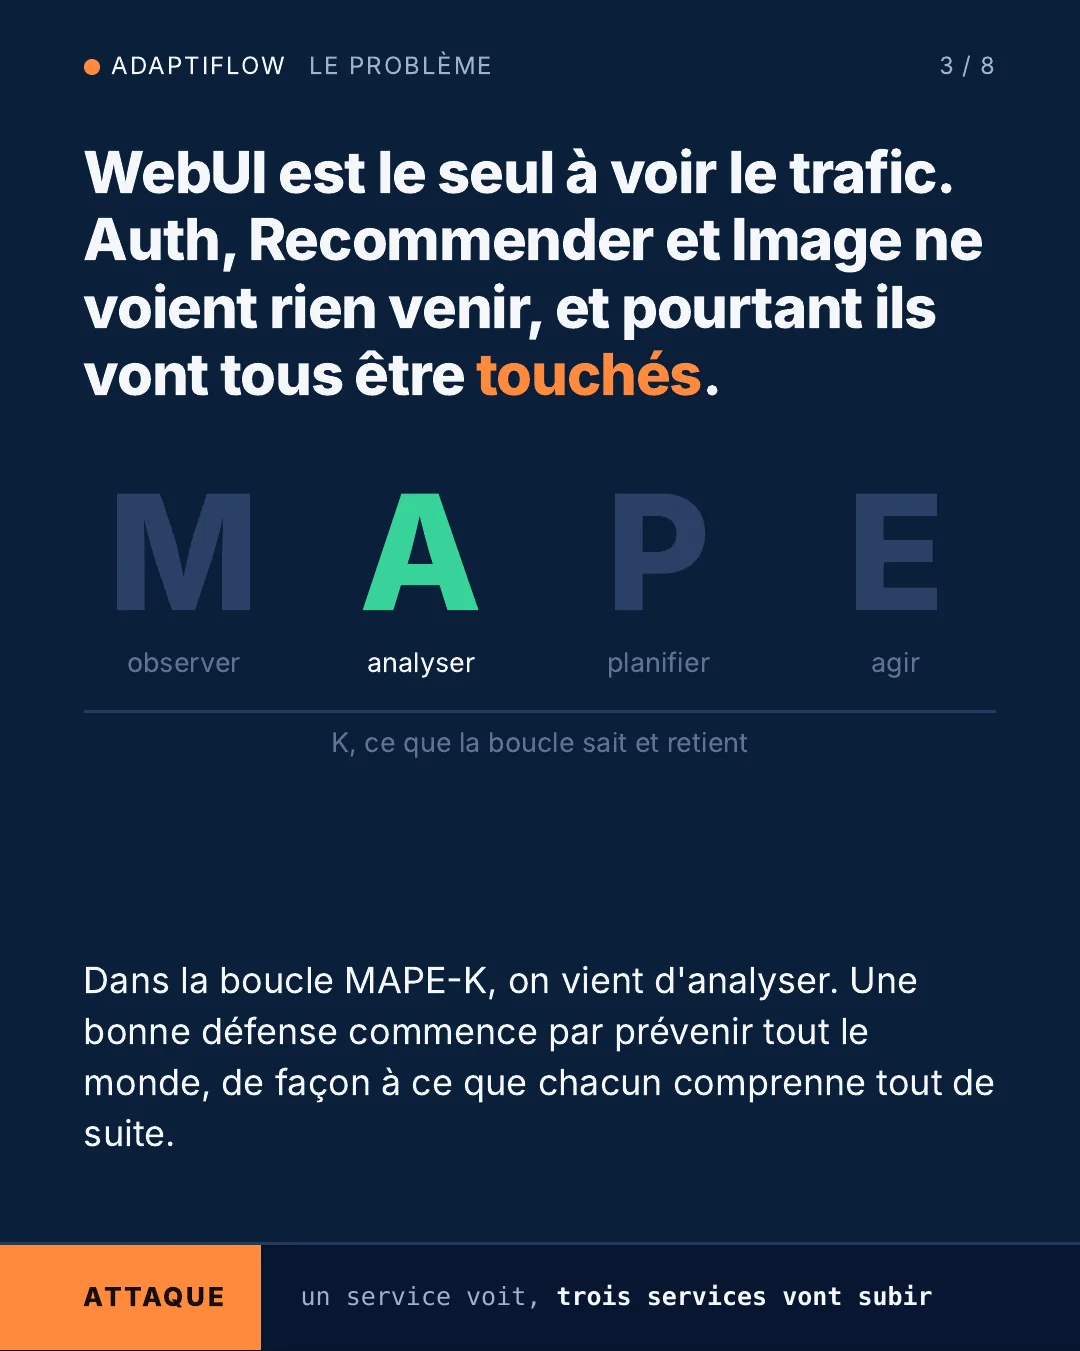 ADAPTIFLOW LE PROBLÈME 3 / 8
WebUI est le seul à voir le trafic.
Auth, Recommender et Image ne
voient rien venir, et pourtant ils
vont tous être touchés.
M A P E
observer analyser planifier agir
K, ce que la boucle sait et retient
Dans la boucle MAPE-K, on vient d'analyser. Une
bonne défense commence par prévenir tout le
monde, de façon à ce que chacun comprenne tout de
suite.
ATTAQUE un service voit, trois services vont subir